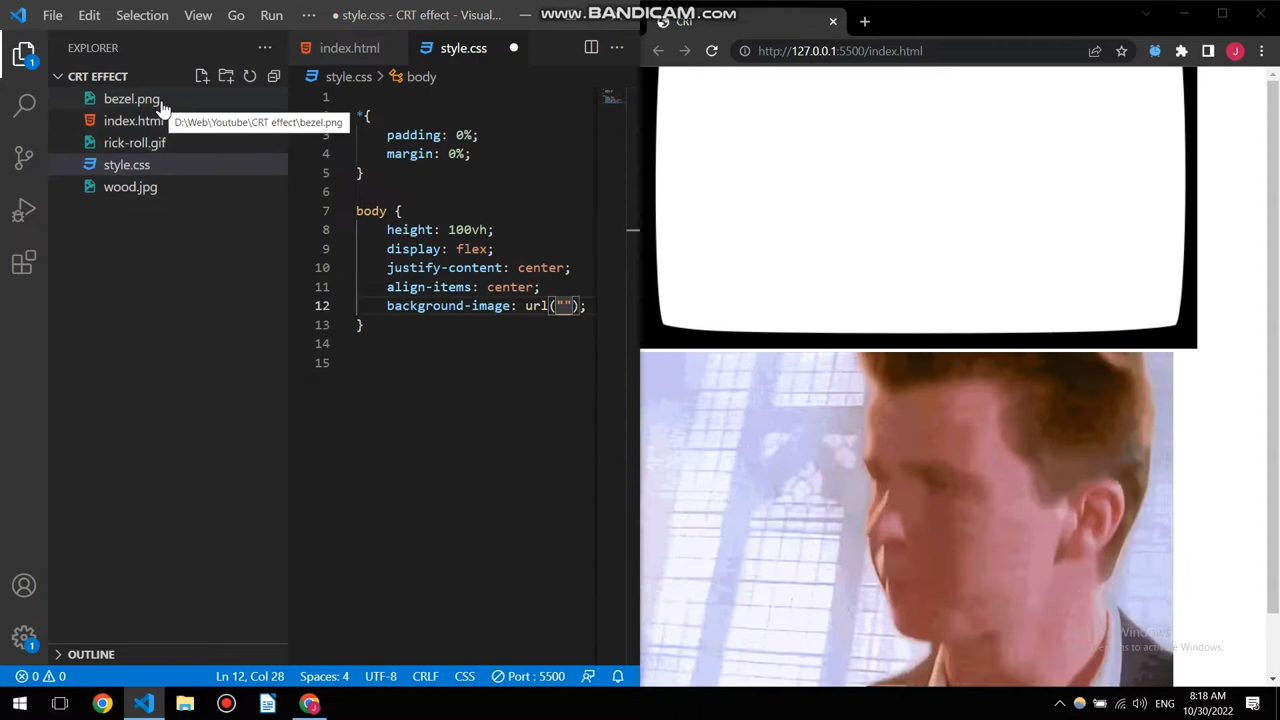 File Edit Selection View Go Run
● style.css - CRT effect - Visual...
www.BANDICAM.com
CRT
EXPLORER
index.html
style.css
http://127.0.0.1:5500/index.html
J
CRT EFFECT
style.css > body
bezel.png
index.html
rick-roll.gif
style.css
wood.jpg
D:\Web\Youtube\CRT effect\bezel.png
1
*{
3 padding: 0%;
4 margin: 0%;
5 }
6
7 body {
8 height: 100vh;
9 display: flex;
10 justify-content: center;
11 align-items: center;
12 background-image: url("");
13 }
14
15
1
1
OUTLINE
0 0
Ln 12, Col 28
Spaces: 4
UTF-8
CRLF
CSS
Port : 5500
ENG
8:18 AM
10/30/2022